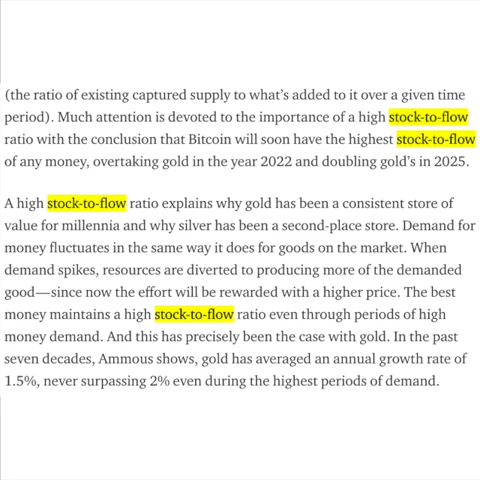 (the ratio of existing captured supply to what’s added to it over a given time
period). Much attention is devoted to the importance of a high stock-to-flow
ratio with the conclusion that Bitcoin will soon have the highest stock-to-flow
of any money, overtaking gold in the year 2022 and doubling gold’s in 2025.
A high stock-to-flow ratio explains why gold has been a consistent store of
value for millennia and why silver has been a second-place store. Demand for
money fluctuates in the same way it does for goods on the market. When
demand spikes, resources are diverted to producing more of the demanded
good—since now the effort will be rewarded with a higher price. The best
money maintains a high stock-to-flow ratio even through periods of high
money demand. And this has precisely been the case with gold. In the past
seven decades, Ammous shows, gold has averaged an annual growth rate of
1.5%, never surpassing 2% even during the highest periods of demand.